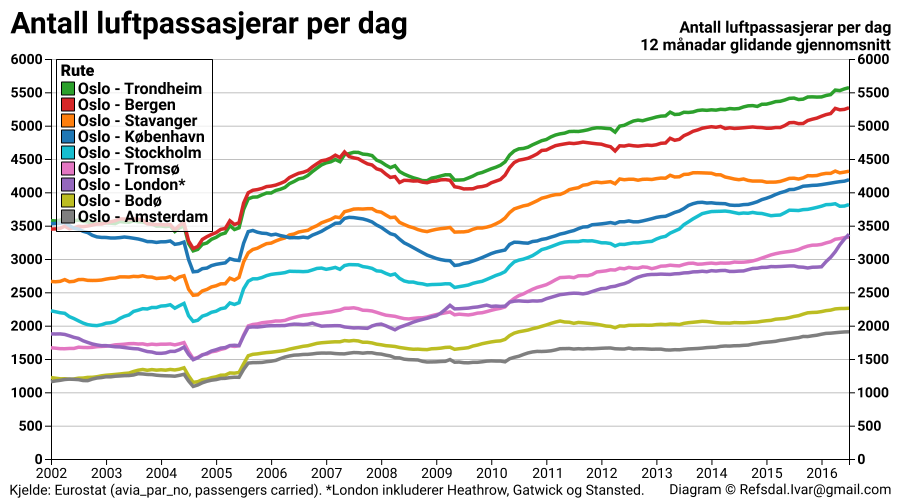 Antall luftpassasjerar per dag
Antall luftpassasjerar per dag
12 månadar glidande gjennomsnitt
6000
5500
5000
4500
4000
3500
3000
2500
2000
1500
1000
500
0
Rute
Oslo - Trondheim
Oslo - Bergen
Oslo - Stavanger
Oslo - København
Oslo - Stockholm
Oslo - Tromsø
Oslo - London*
Oslo - Bodø
Oslo - Amsterdam
6000
5500
5000
4500
4000
3500
3000
2500
2000
1500
1000
500
0
2002 2003 2004 2005 2006 2007 2008 2009 2010 2011 2012 2013 2014 2015 2016
Kjelde: Eurostat (avia_par_no, passengers carried). *London inkluderer Heathrow, Gatwick og Stansted.
Diagram © Refsdal.Ivar@gmail.com